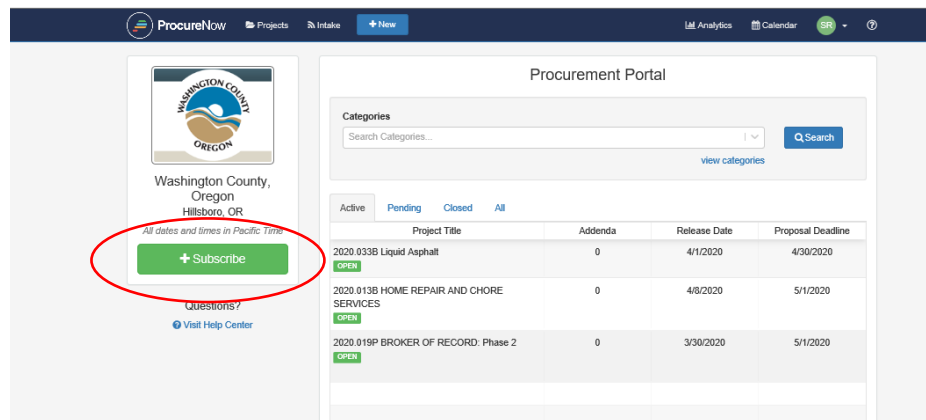 ProcureNow Projects Intake + New Analytics Calendar SR
WASHINGTON COUNTY
OREGON
Washington County,
Oregon
Hillsboro, OR
All dates and times in Pacific Time
+ Subscribe
Questions?
Visit Help Center
Procurement Portal
Categories
Search Categories...
Search
view categories
Active Pending Closed All
Project Title Addenda Release Date Proposal Deadline
2020.033B Liquid Asphalt 0 4/1/2020 4/30/2020
OPEN
2020.013B HOME REPAIR AND CHORE 0 4/8/2020 5/1/2020
SERVICES
OPEN
2020.019P BROKER OF RECORD: Phase 2 0 3/30/2020 5/1/2020
OPEN